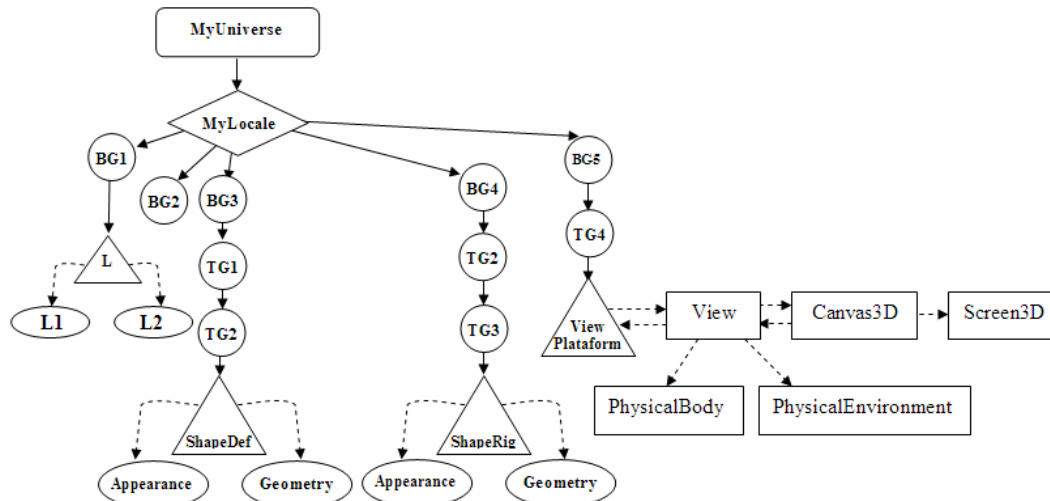 MyUniverse
MyLocale
BG1
BG2
BG3
BG4
BG5
L
TG1
TG2
TG4
L1
L2
TG2
TG3
View
Plataform
View
Canvas3D
Screen3D
PhysicalBody
PhysicalEnvironment
ShapeDef
ShapeRig
Appearance
Geometry
Appearance
Geometry